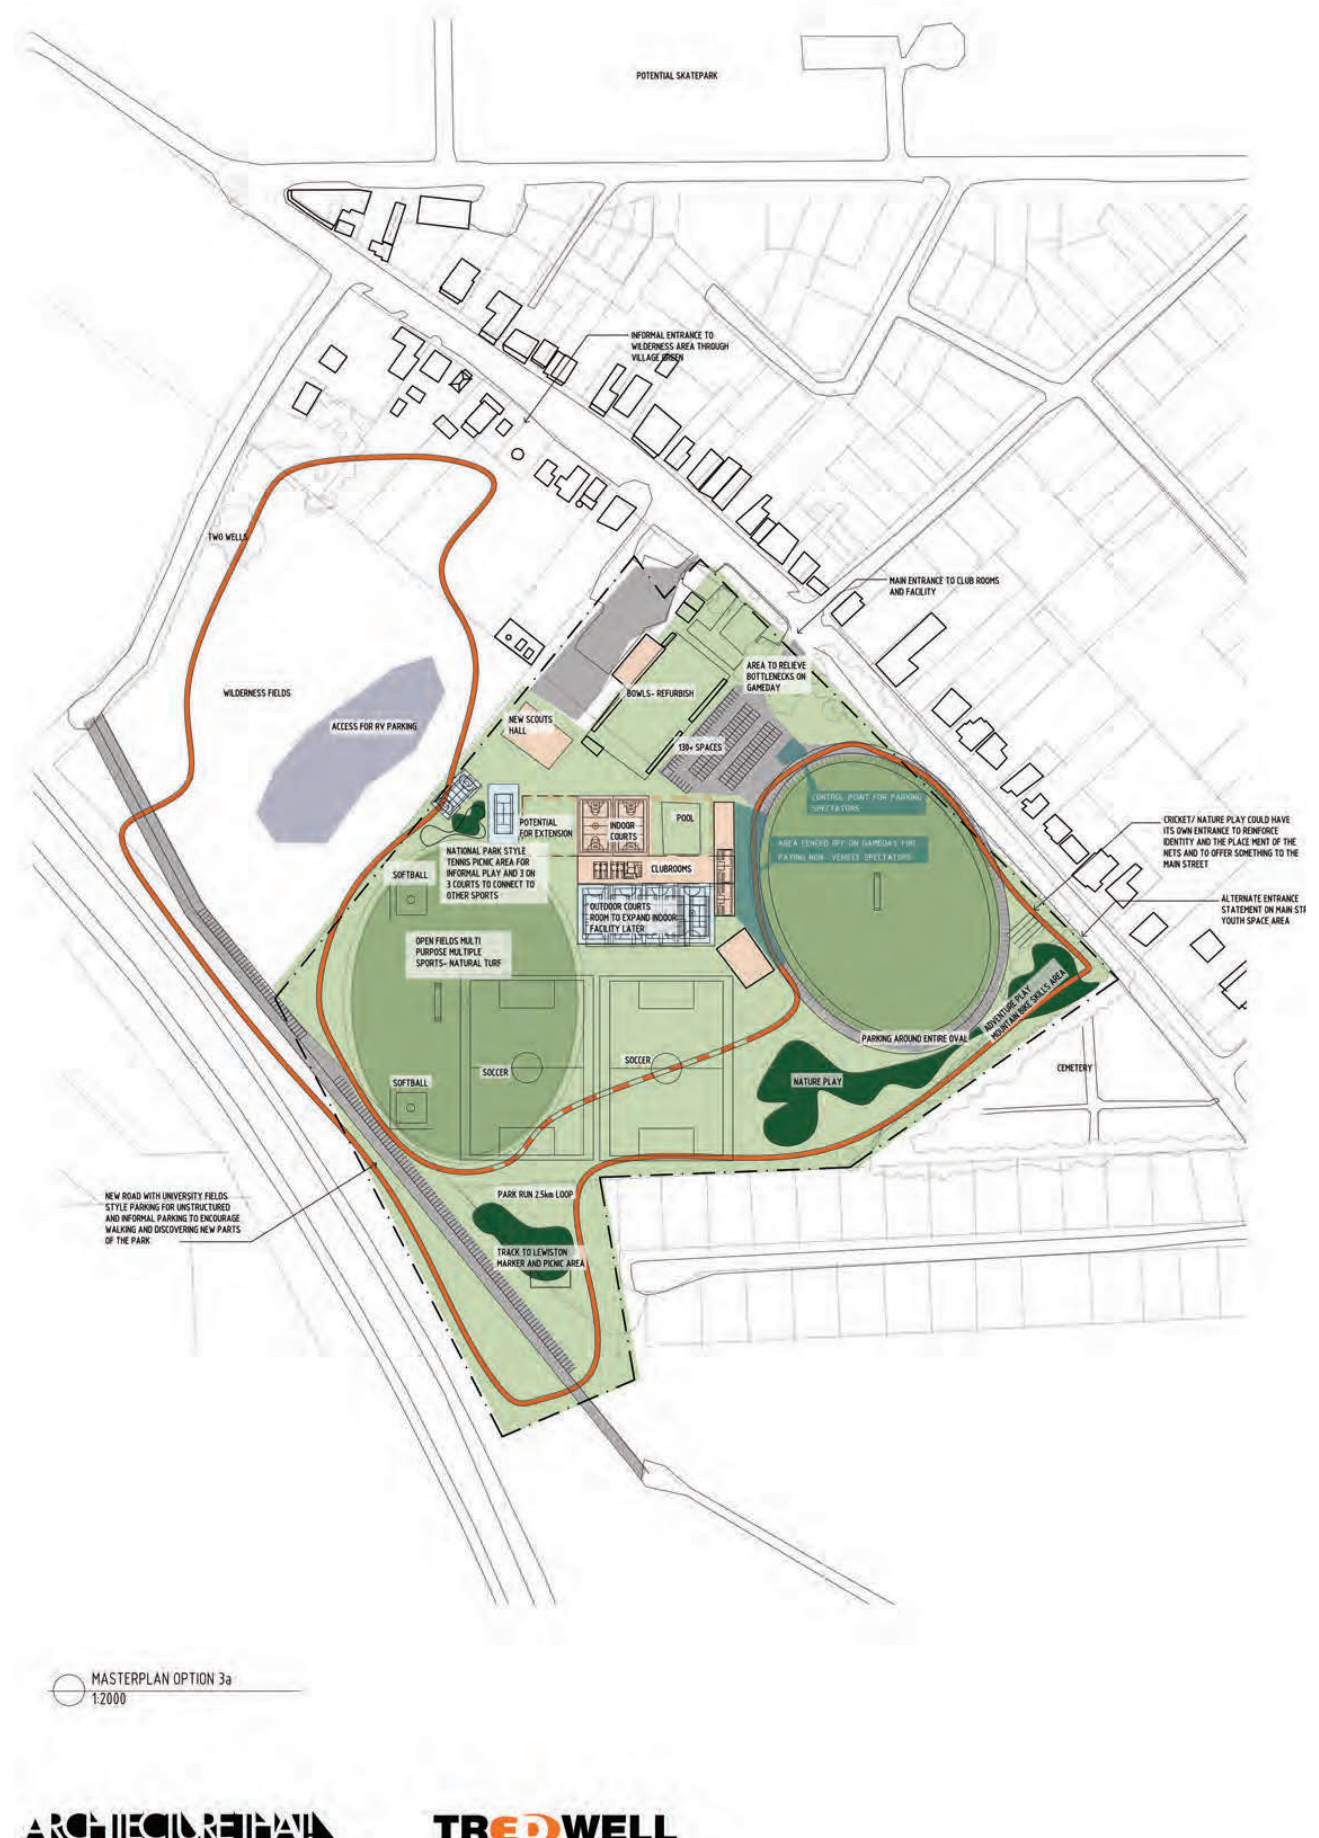 POTENTIAL SKATEPARK
INFORMAL ENTRANCE TO
WILDERNESS AREA THROUGH
VILLAGE GREEN
TWO WELLS
MAIN ENTRANCE TO CLUB ROOMS
AND FACILITY
WILDERNESS FIELDS
ACCESS FOR RV PARKING
BOWLS- REFURBISH
AREA TO RELIEVE
BOTTLENECKS ON
GAMEDAY
NEW SCOUTS
HALL
130+ SPACES
CONTROL POINT FOR PARKING
SPECTATORS
POTENTIAL
FOR EXTENSION
INDOOR
COURTS
POOL
AREA FENCED OFF ON GAMEDAY FOR
PAYING NON- VEHICLE SPECTATORS
CRICKET/ NATURE PLAY COULD HAVE
ITS OWN ENTRANCE TO REINFORCE
IDENTITY AND THE PLACE MENT OF THE
NETS AND TO OFFER SOMETHING TO THE
MAIN STREET
NATIONAL PARK STYLE
TENNIS PICNIC AREA FOR
INFORMAL PLAY AND 3 ON
3 COURTS TO CONNECT TO
OTHER SPORTS
SOFTBALL
CLUBROOMS
OUTDOOR COURTS
ROOM TO EXPAND INDOOR
FACILITY LATER
ALTERNATE ENTRANCE
STATEMENT ON MAIN STR
YOUTH SPACE AREA
OPEN FIELDS MULTI
PURPOSE MULTIPLE
SPORTS- NATURAL TURF
ADVENTURE PLAY
MOUNTAIN BIKE SKILLS AREA
PARKING AROUND ENTIRE OVAL
SOCCER
SOCCER
CEMETERY
NATURE PLAY
SOFTBALL
NEW ROAD WITH UNIVERSITY FIELDS
STYLE PARKING FOR UNSTRUCTURED
AND INFORMAL PARKING TO ENCOURAGE
WALKING AND DISCOVERING NEW PARTS
OF THE PARK
PARK RUN 2.5km LOOP
TRACK TO LEWISTON
MARKER AND PICNIC AREA
MASTERPLAN OPTION 3a
1:2000
ARCHITECTURETHAT
TREDWELL